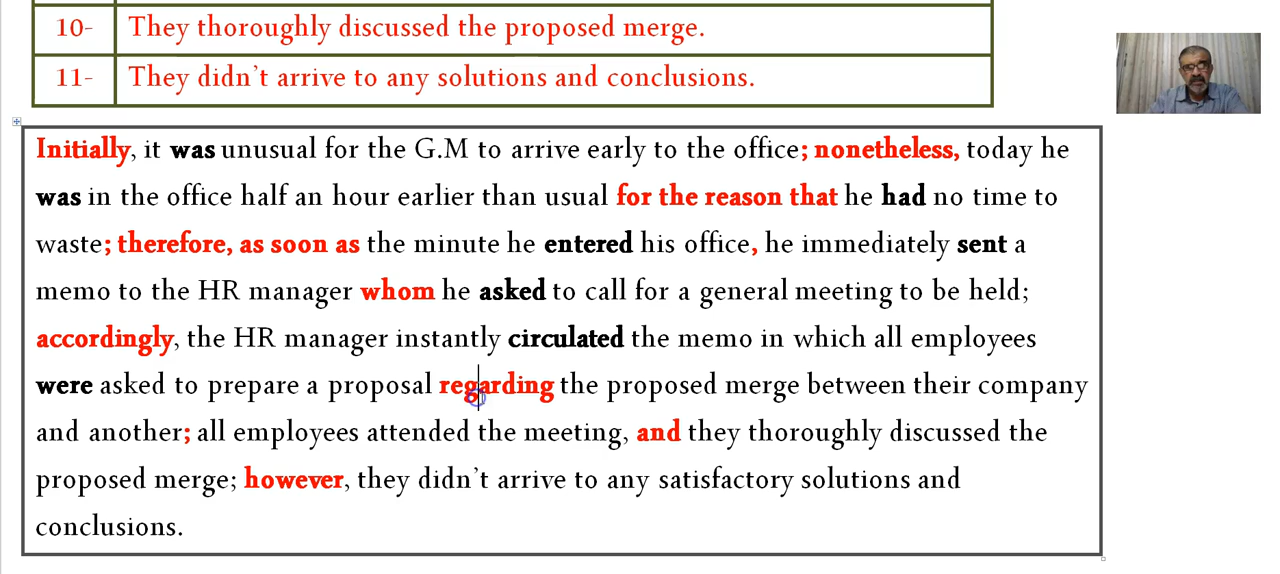 10- They thoroughly discussed the proposed merge.
11- They didn't arrive to any solutions and conclusions.
Initially, it was unusual for the G.M to arrive early to the office; nonetheless, today he
was in the office half an hour earlier than usual for the reason that he had no time to
waste; therefore, as soon as the minute he entered his office, he immediately sent a
memo to the HR manager whom he asked to call for a general meeting to be held;
accordingly, the HR manager instantly circulated the memo in which all employees
were asked to prepare a proposal regarding the proposed merge between their company
and another; all employees attended the meeting, and they thoroughly discussed the
proposed merge; however, they didn't arrive to any satisfactory solutions and
conclusions.